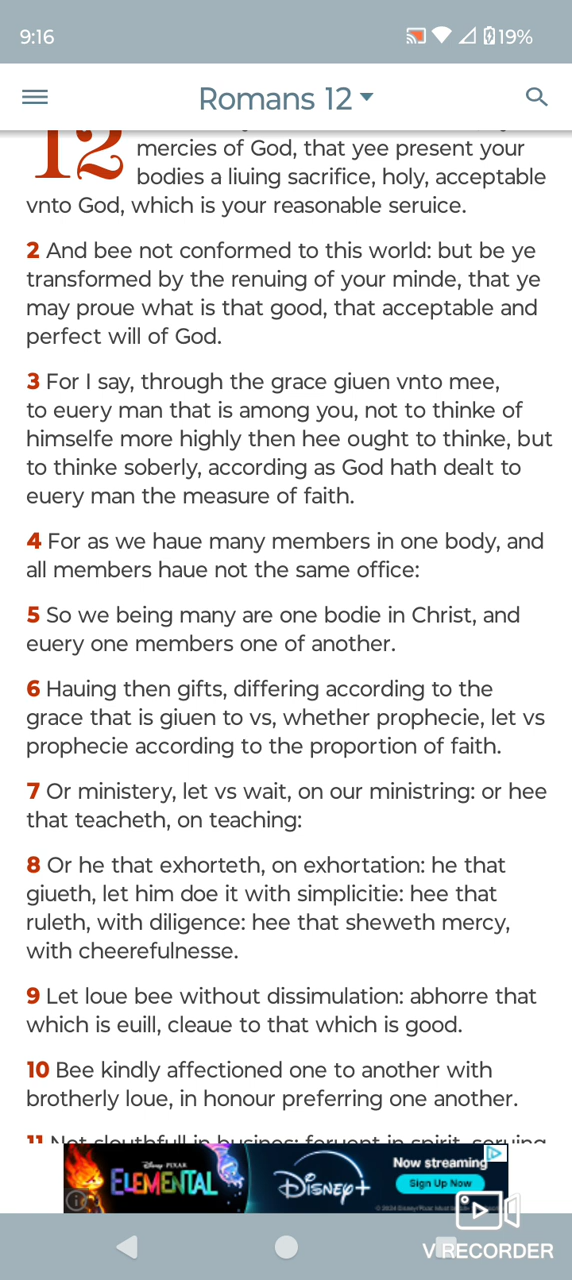 9:16
19%
Romans 12
12
mercies of God, that yee present your
bodies a liuing sacrifice, holy, acceptable
vnto God, which is your reasonable seruice.
2 And bee not conformed to this world: but be ye
transformed by the renuing of your minde, that ye
may proue what is that good, that acceptable and
perfect will of God.
3 For I say, through the grace giuen vnto mee,
to euery man that is among you, not to thinke of
himselfe more highly then hee ought to thinke, but
to thinke soberly, according as God hath dealt to
euery man the measure of faith.
4 For as we haue many members in one body, and
all members haue not the same office:
5 So we being many are one bodie in Christ, and
euery one members one of another.
6 Hauing then gifts, differing according to the
grace that is giuen to vs, whether prophecie, let vs
prophecie according to the proportion of faith.
7 Or ministery, let vs wait, on our ministring: or hee
that teacheth, on teaching:
8 Or he that exhorteth, on exhortation: he that
giueth, let him doe it with simplicitie: hee that
ruleth, with diligence: hee that sheweth mercy,
with cheerefulnesse.
9 Let loue bee without dissimulation: abhorre that
which is euill, cleaue to that which is good.
10 Bee kindly affectioned one to another with
brotherly loue, in honour preferring one another.
11 Not slouthfull in busines: feruent in spirit, seruing
Disney PIXAR
ELEMENTAL
Disney+
Now streaming
Sign Up Now
V RECORDER